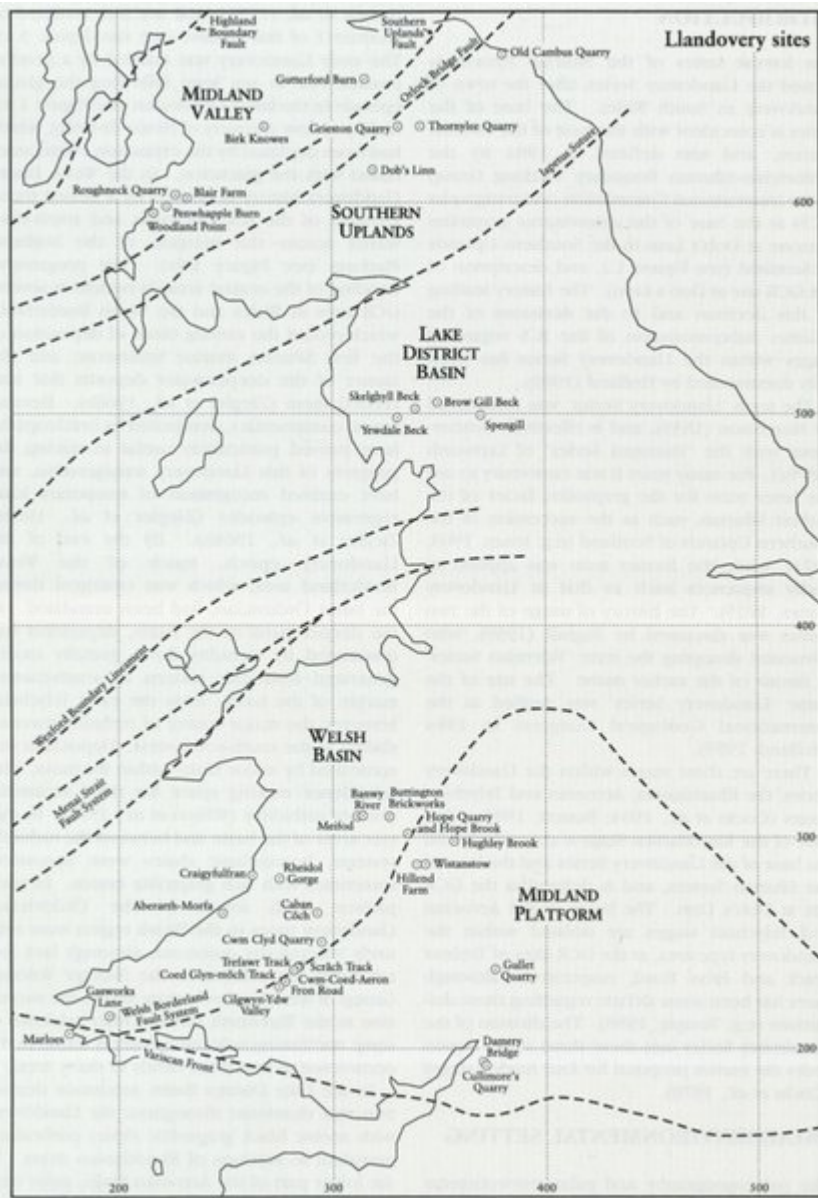 Llandovery sites
Highland
Boundary
Fault
Southern
Uplands
Fault
Orlock Bridge Fault
Old Cambus Quarry
Gutterford Burn
MIDLAND
VALLEY
Birk Knowes
Grieston Quarry
Thornylee Quarry
Iapetus Suture
Dob's Linn
Roughneck Quarry
Blair Farm
Penwhapple Burn
Woodland Point
SOUTHERN
UPLANDS
600
LAKE
DISTRICT
BASIN
Skelghyll Beck
Brow Gill Beck
Yewdale Beck
Spengill
500
400
Wexford Boundary Lineament
Menai Strait
Fault System
WELSH
BASIN
Banwy
River
Buttington
Brickworks
Meifod
Hope Quarry
and Hope Brook
Hughley Brook
300
Wistanstow
Hillend
Farm
Craigyfulfran
Rheidol
Gorge
Aberarth-Morfa
Caban
Côch
MIDLAND
PLATFORM
Cwm Clyd Quarry
Trefawr Track
Scrâch Track
Coed Glyn-môch Track
Cwm-Coed-Aeron
Fron Road
Cilgwyn-Ydw
Valley
Gullet
Quarry
Gasworks
Lane
Welsh Borderland
Fault System
Marloes
Variscan Front
Damery
Bridge
200
Cullimore's
Quarry
200
300
400
500